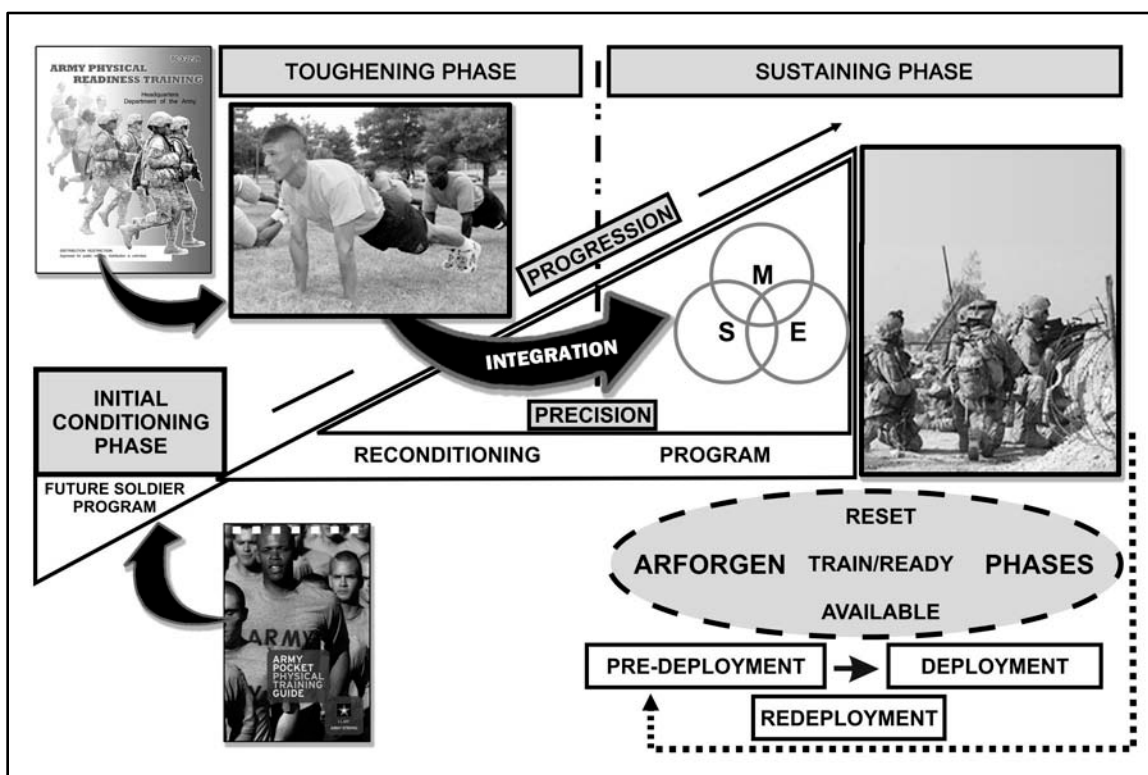 ARMY PHYSICAL
READINESS TRAINING
Headquarters
Department of the Army
TOUGHENING PHASE
SUSTAINING PHASE
PROGRESSION
M
S
E
INTEGRATION
PRECISION
INITIAL
CONDITIONING
PHASE
RECONDITIONING
PROGRAM
FUTURE SOLDIER
PROGRAM
ARMY
ARMY
POCKET
PHYSICAL
TRAINING
GUIDE
ARMY STRONG
RESET
ARFORGEN
TRAIN/READY
PHASES
AVAILABLE
PRE-DEPLOYMENT
DEPLOYMENT
REDEPLOYMENT